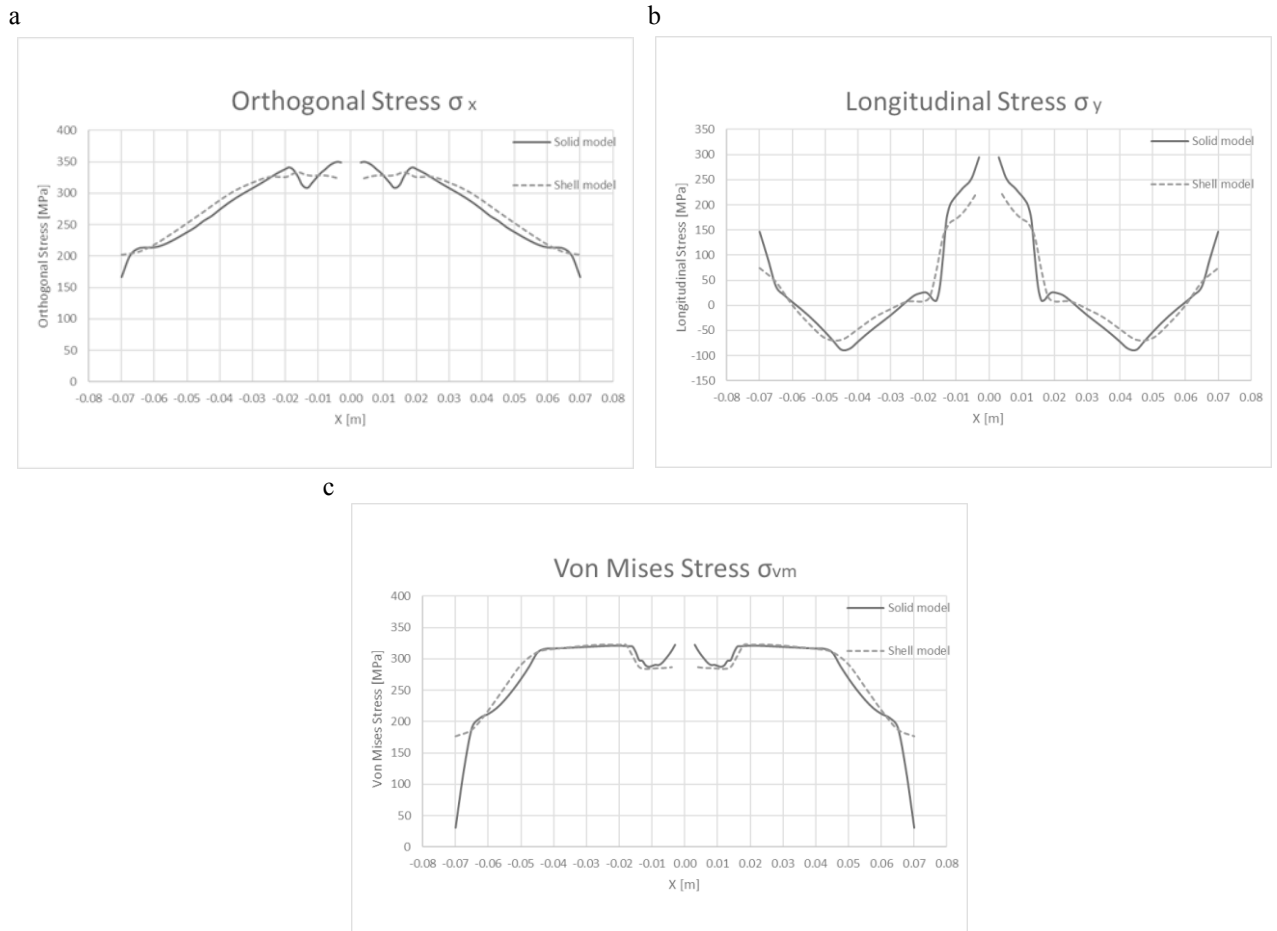 a
Orthogonal Stress σ x
400
350
300
250
200
150
100
50
0
Orthogonal Stress [MPa]
Solid model
Shell model
-0.08 -0.07 -0.06 -0.05 -0.04 -0.03 -0.02 -0.01 0.00 0.01 0.02 0.03 0.04 0.05 0.06 0.07 0.08
X [m]
b
Longitudinal Stress σ y
350
300
250
200
150
100
50
0
-50
-100
-150
Longitudinal Stress [MPa]
Solid model
Shell model
-0.08 -0.07 -0.06 -0.05 -0.04 -0.03 -0.02 -0.01 0.00 0.01 0.02 0.03 0.04 0.05 0.06 0.07 0.08
X [m]
c
Von Mises Stress σvm
400
350
300
250
200
150
100
50
0
Von Mises Stress [MPa]
Solid model
Shell model
-0.08 -0.07 -0.06 -0.05 -0.04 -0.03 -0.02 -0.01 0.00 0.01 0.02 0.03 0.04 0.05 0.06 0.07 0.08
X [m]